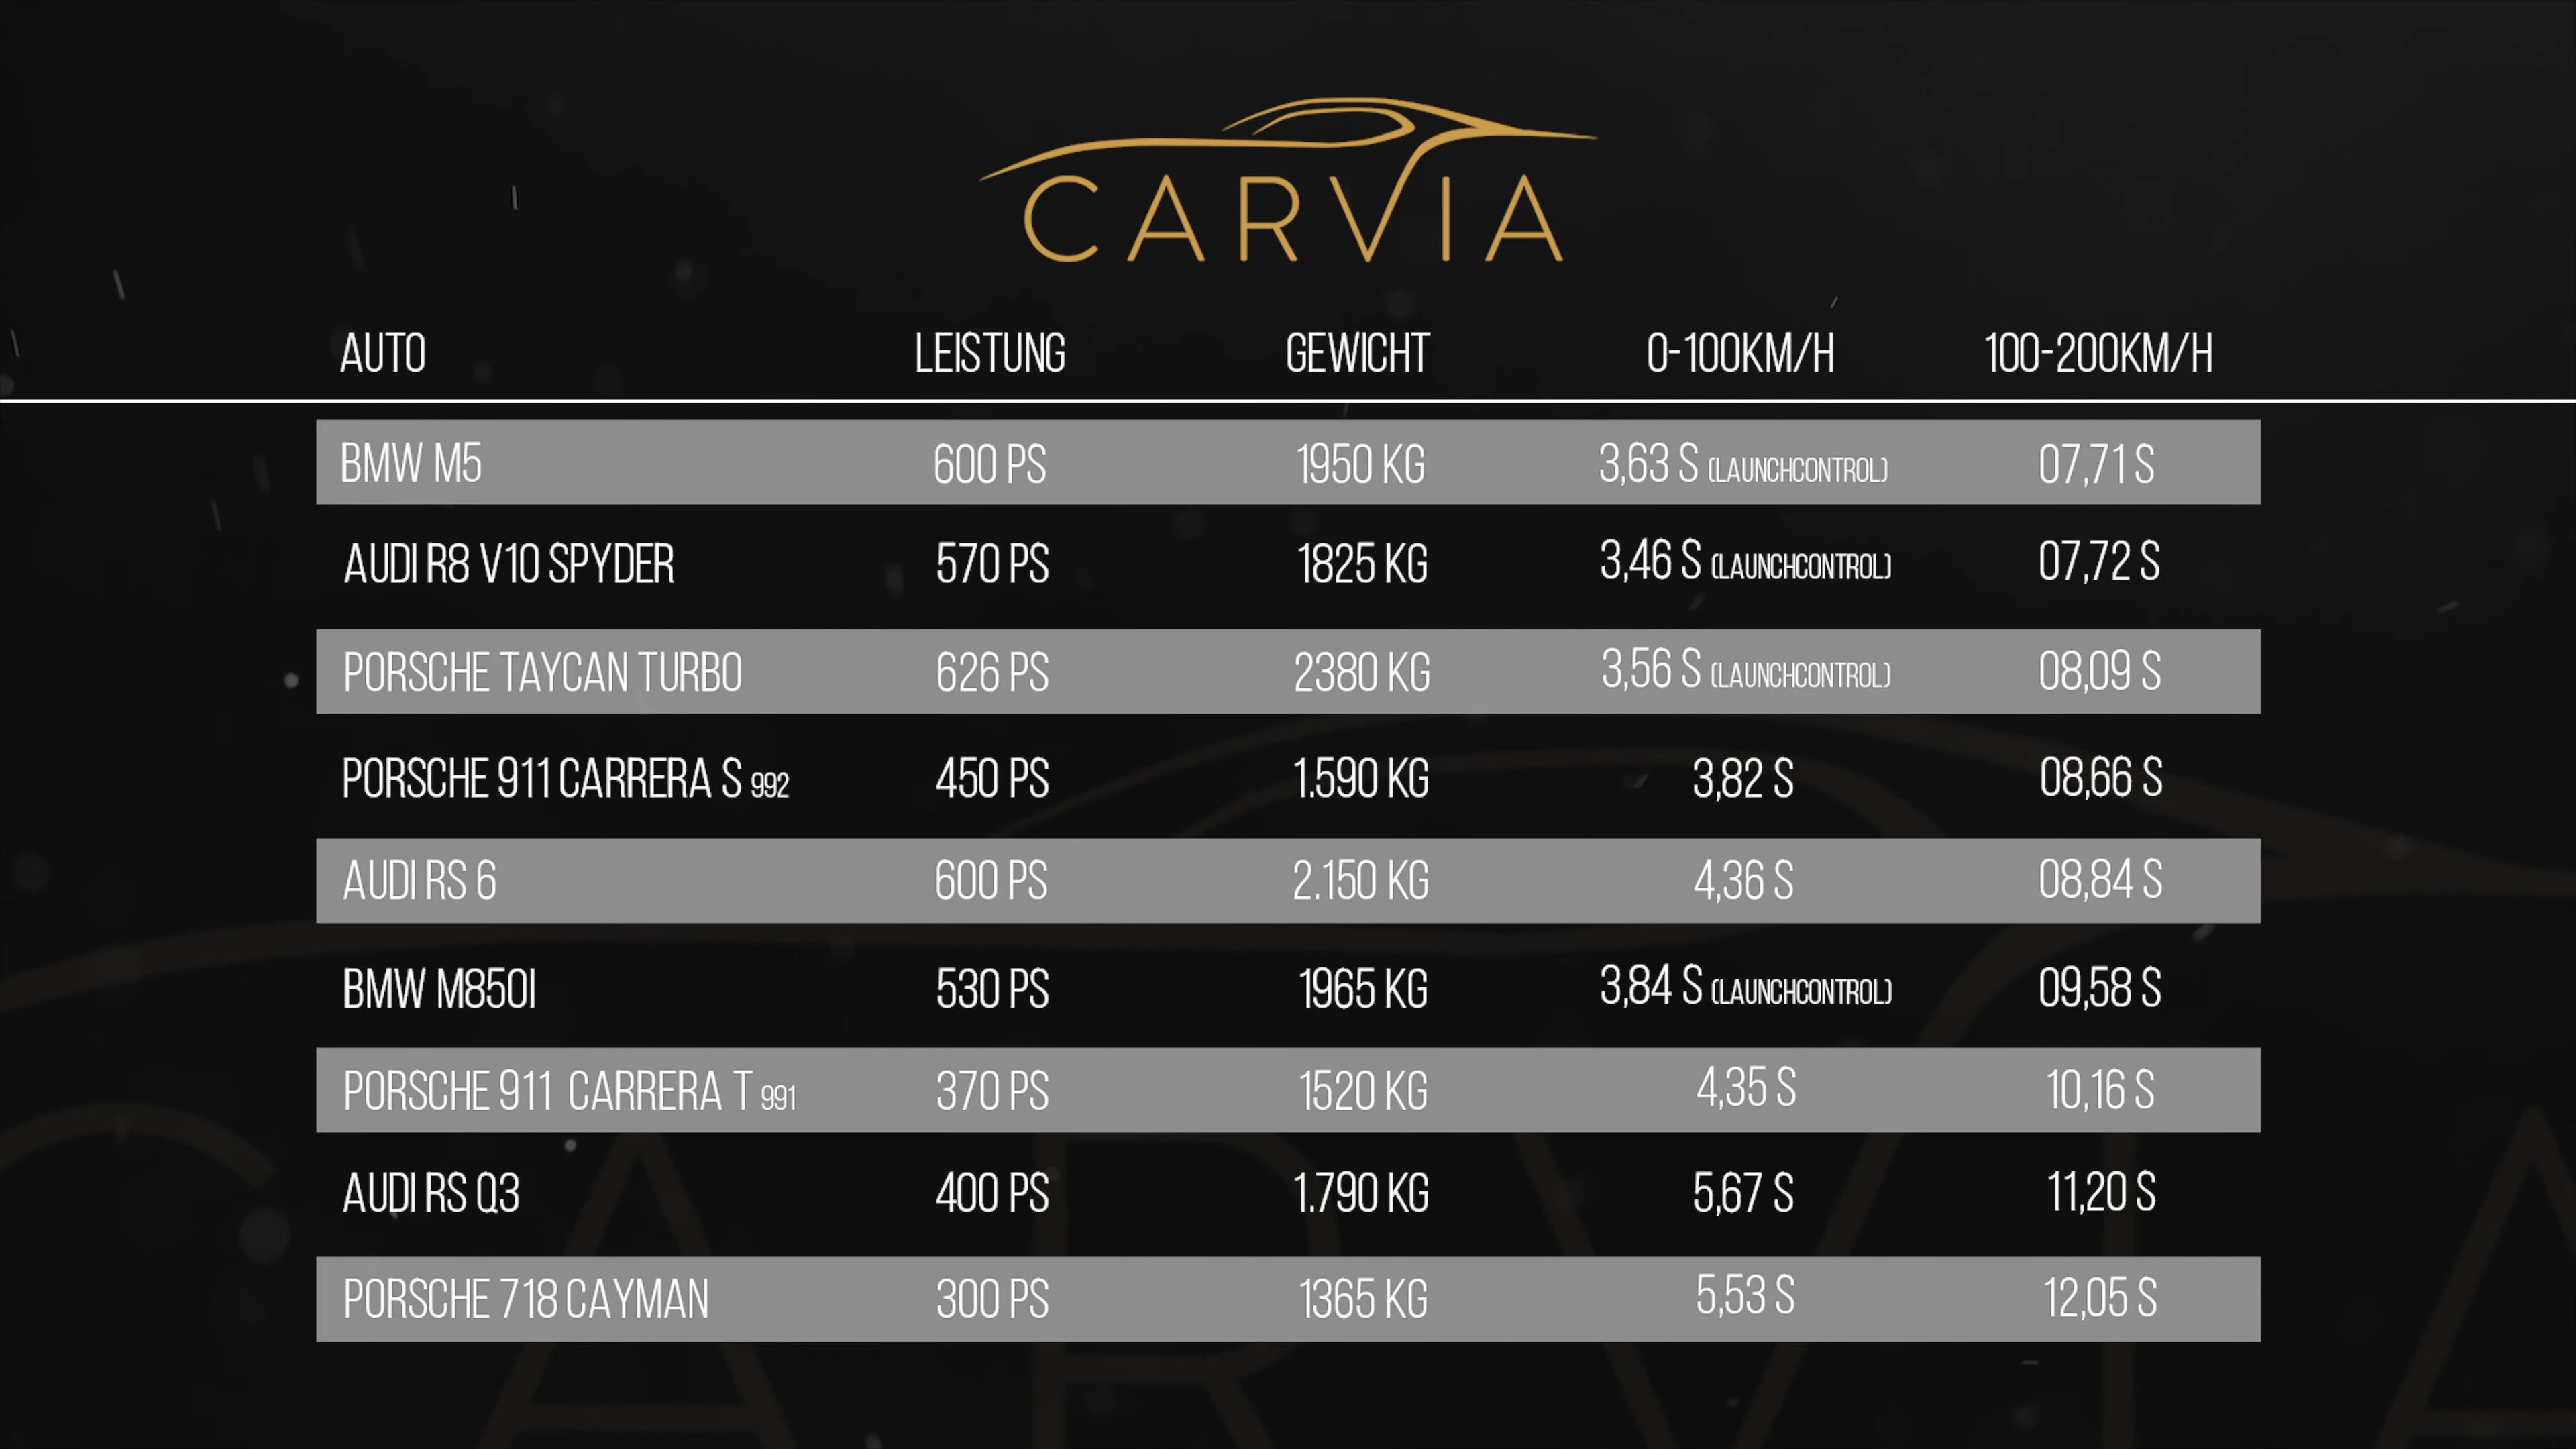 CARVIA
AUTO LEISTUNG GEWICHT 0-100KM/H 100-200KM/H
BMW M5 600 PS 1950 KG 3,63 S (LAUNCHCONTROL) 07,71 S
AUDI R8 V10 SPYDER 570 PS 1825 KG 3,46 S (LAUNCHCONTROL) 07,72 S
PORSCHE TAYCAN TURBO 626 PS 2380 KG 3,56 S (LAUNCHCONTROL) 08,09 S
PORSCHE 911 CARRERA S 992 450 PS 1.590 KG 3,82 S 08,66 S
AUDI RS 6 600 PS 2.150 KG 4,36 S 08,84 S
BMW M850I 530 PS 1965 KG 3,84 S (LAUNCHCONTROL) 09,58 S
PORSCHE 911 CARRERA T 991 370 PS 1520 KG 4,35 S 10,16 S
AUDI RS Q3 400 PS 1.790 KG 5,67 S 11,20 S
PORSCHE 718 CAYMAN 300 PS 1365 KG 5,53 S 12,05 S
CARVIA